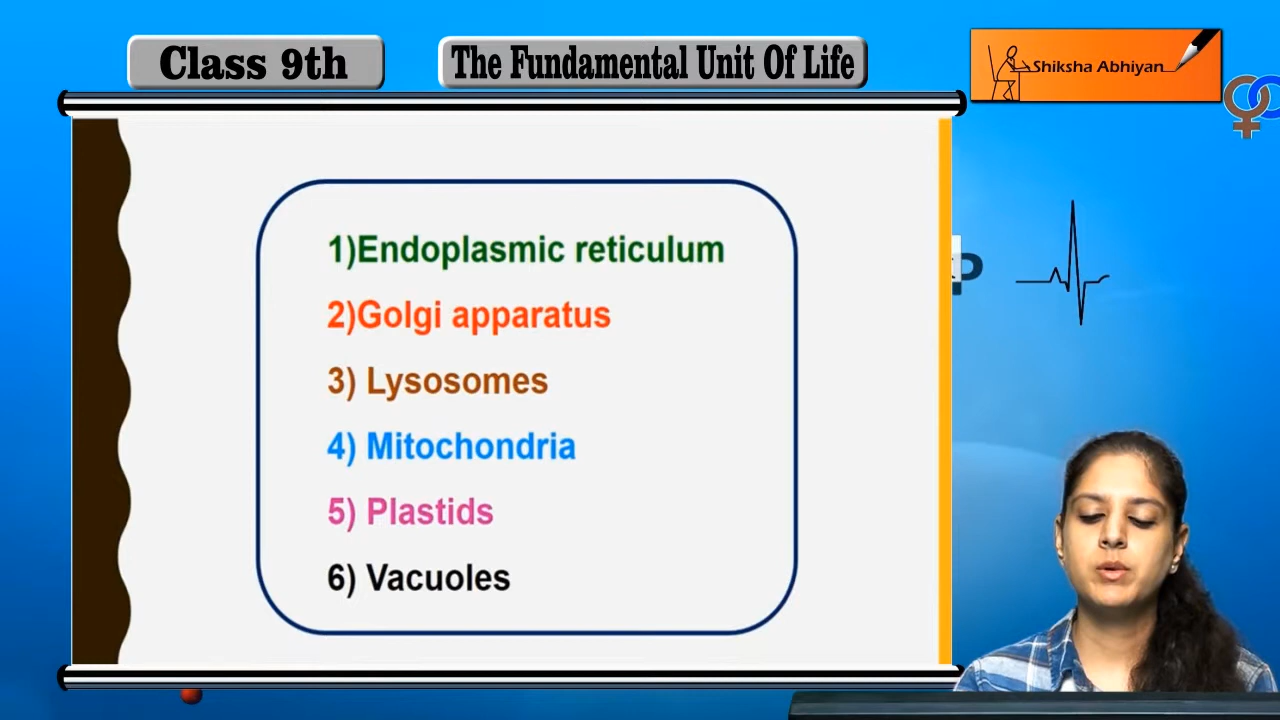 Class 9th
The Fundamental Unit Of Life
Shiksha Abhiyan
1)Endoplasmic reticulum
2)Golgi apparatus
3) Lysosomes
4) Mitochondria
5) Plastids
6) Vacuoles